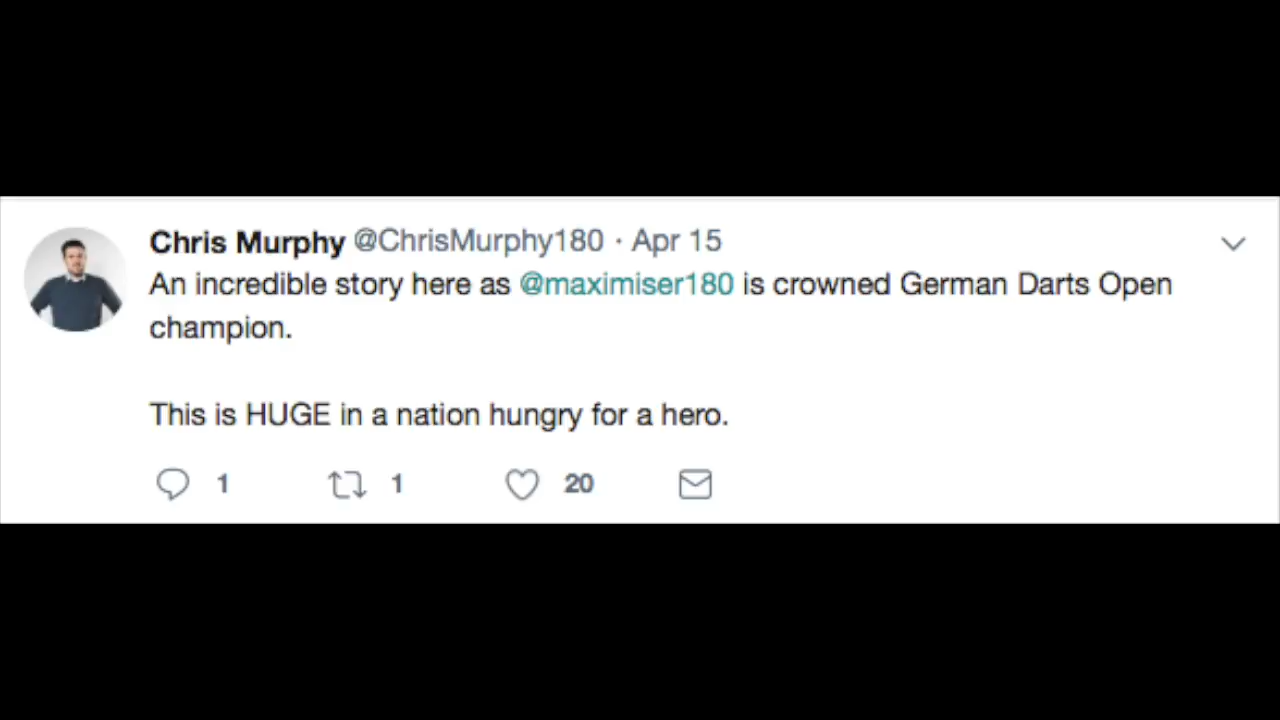 Chris Murphy @ChrisMurphy180 · Apr 15
An incredible story here as @maximiser180 is crowned German Darts Open
champion.
This is HUGE in a nation hungry for a hero.
1 1 20